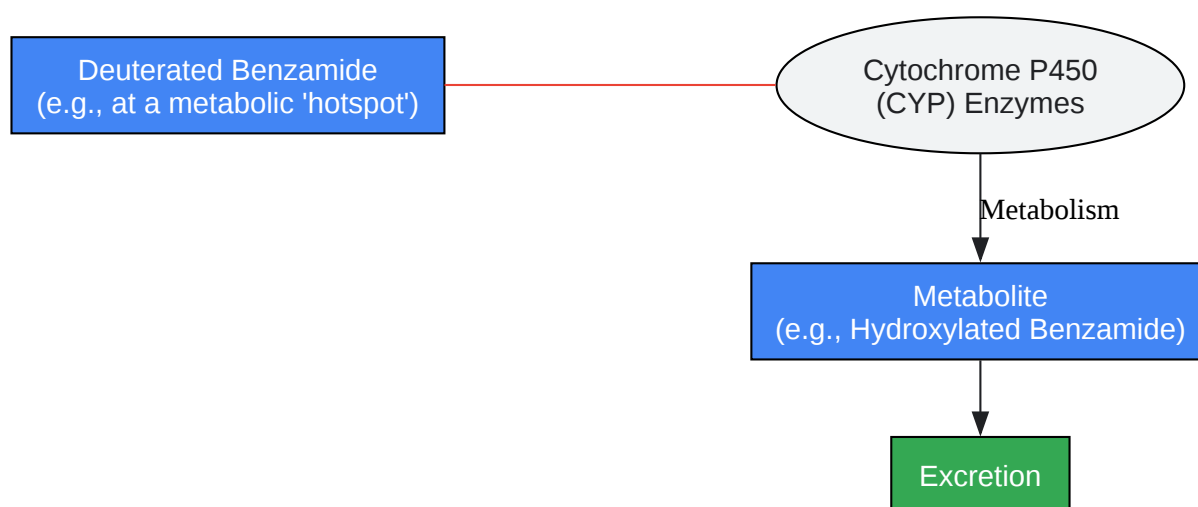 Deuterated Benzamide
(e.g., at a metabolic 'hotspot')
Cytochrome P450
(CYP) Enzymes
Metabolism
Metabolite
(e.g., Hydroxylated Benzamide)
Excretion